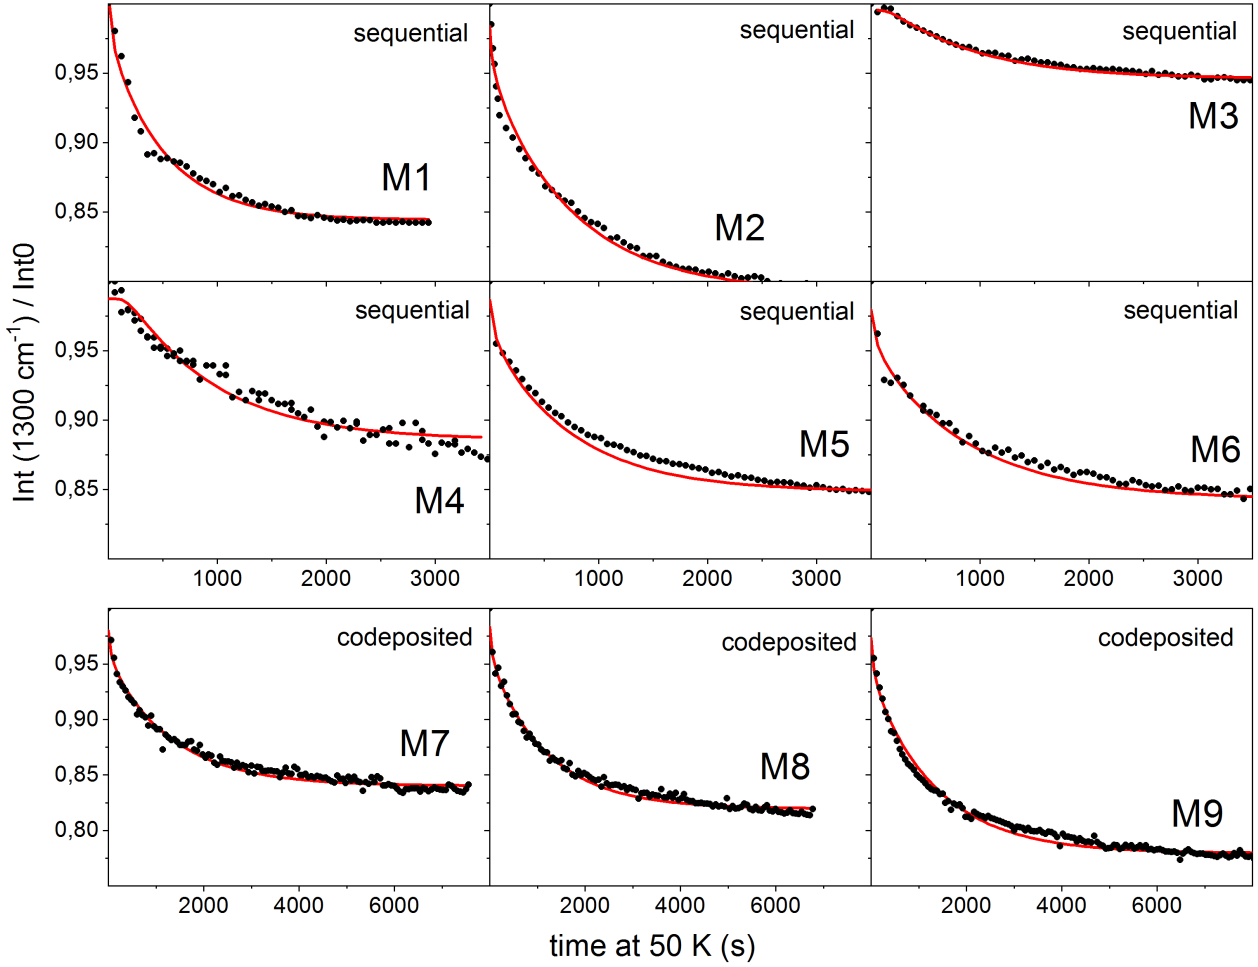 sequential
sequential
sequential
0,95
0,90
0,85
M1
M2
M3
sequential
sequential
sequential
0,95
0,90
0,85
M4
M5
M6
1000 2000 3000 1000 2000 3000 1000 2000 3000
codeposited
codeposited
codeposited
0,95
0,90
0,85
0,80
M7
M8
M9
2000 4000 6000 2000 4000 6000 2000 4000 6000
Int (1300 cm⁻¹) / Int0
time at 50 K (s)